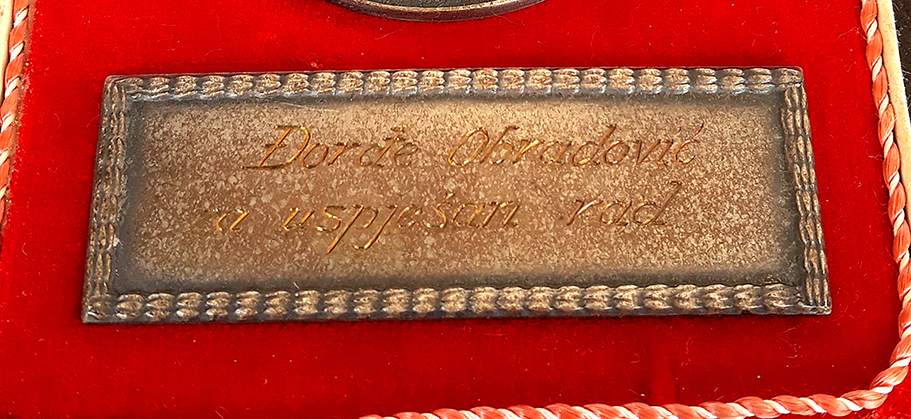 Đorđe Obradović
za uspješan rad